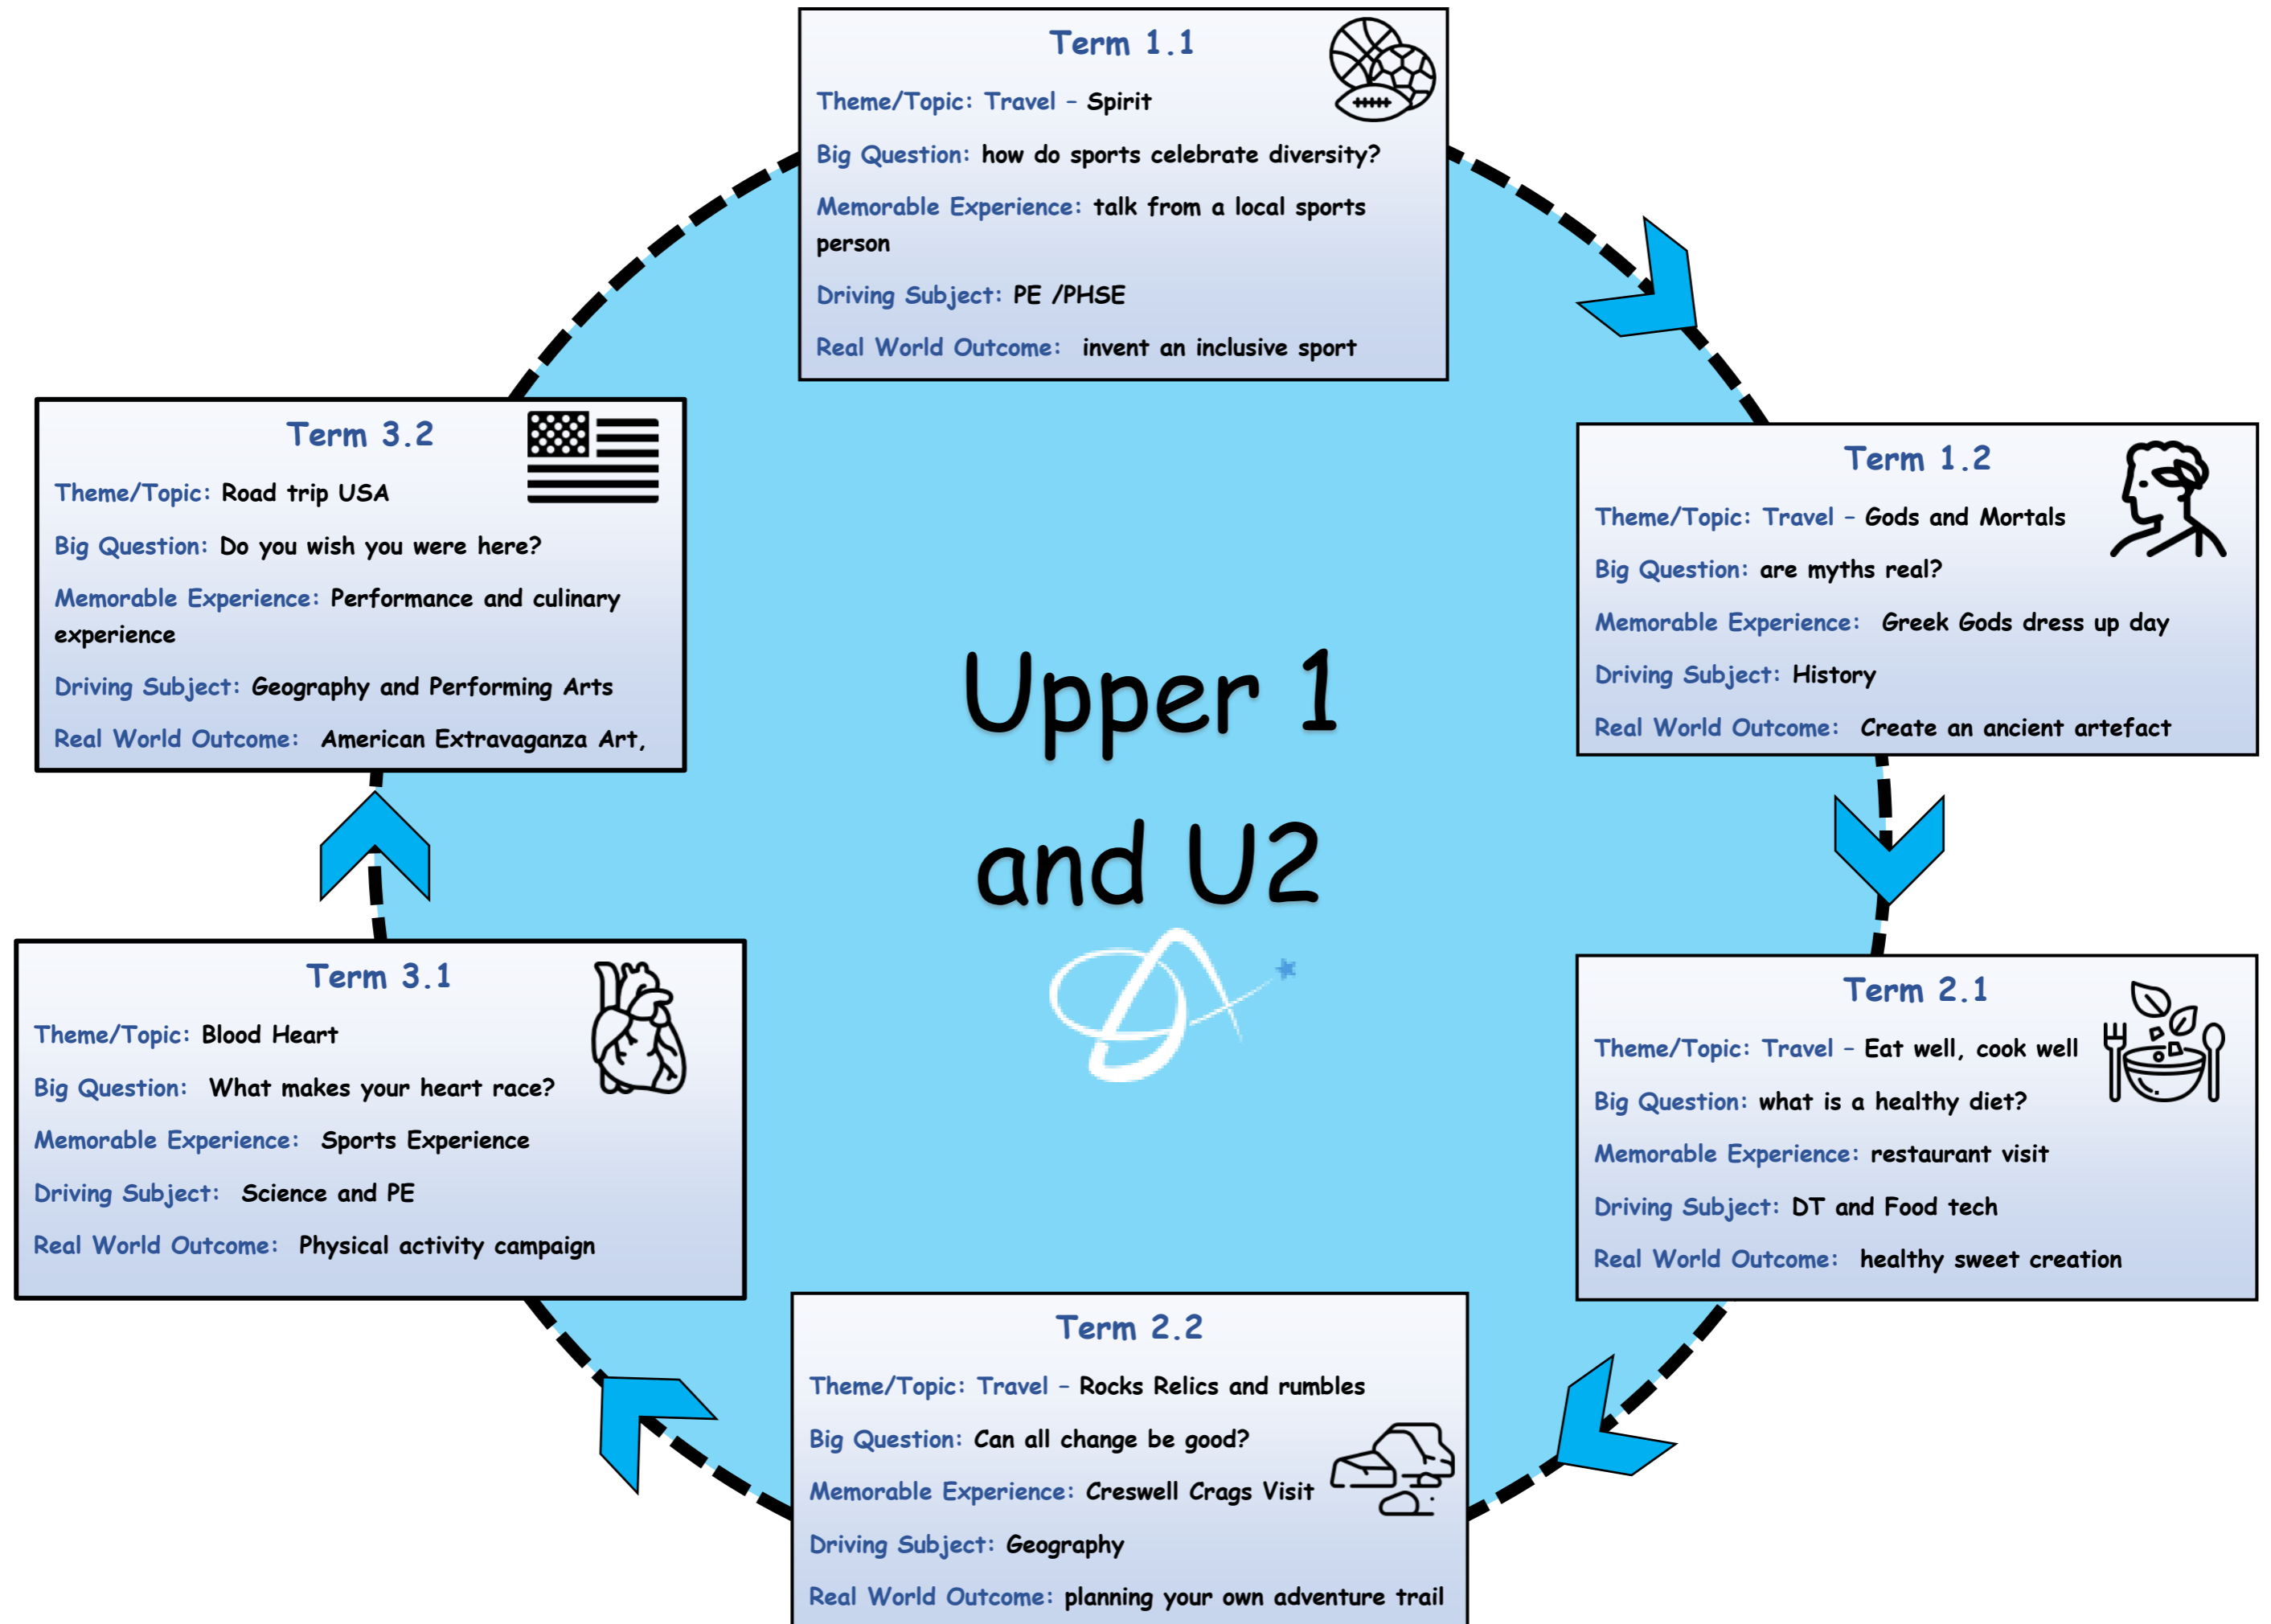 Term 1.1
Theme/Topic: Travel – Spirit
Big Question: how do sports celebrate diversity?
Memorable Experience: talk from a local sports
person
Driving Subject: PE /PHSE
Real World Outcome: invent an inclusive sport
Term 1.2
Theme/Topic: Travel – Gods and Mortals
Big Question: are myths real?
Memorable Experience: Greek Gods dress up day
Driving Subject: History
Real World Outcome: Create an ancient artefact
Term 2.1
Theme/Topic: Travel – Eat well, cook well
Big Question: what is a healthy diet?
Memorable Experience: restaurant visit
Driving Subject: DT and Food tech
Real World Outcome: healthy sweet creation
Term 2.2
Theme/Topic: Travel – Rocks Relics and rumbles
Big Question: Can all change be good?
Memorable Experience: Creswell Crags Visit
Driving Subject: Geography
Real World Outcome: planning your own adventure trail
Term 3.1
Theme/Topic: Blood Heart
Big Question: What makes your heart race?
Memorable Experience: Sports Experience
Driving Subject: Science and PE
Real World Outcome: Physical activity campaign
Term 3.2
Theme/Topic: Road trip USA
Big Question: Do you wish you were here?
Memorable Experience: Performance and culinary
experience
Driving Subject: Geography and Performing Arts
Real World Outcome: American Extravaganza Art,
Upper 1
and U2